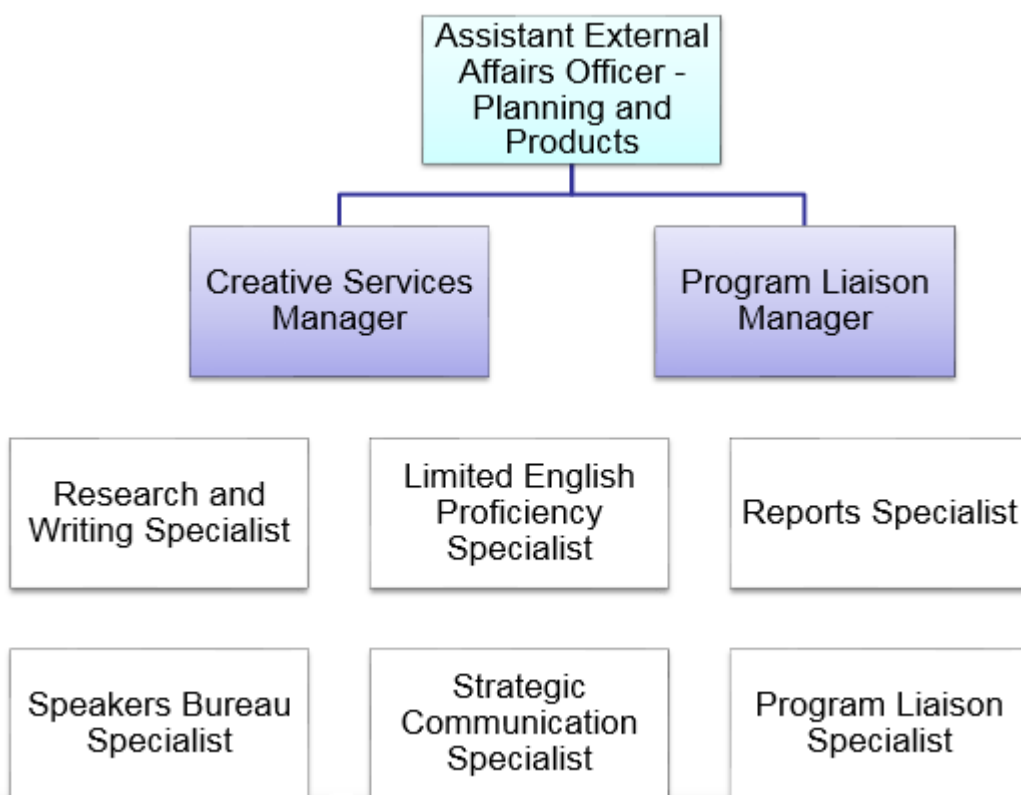 Assistant External
Affairs Officer -
Planning and
Products
Creative Services
Manager
Program Liaison
Manager
Research and
Writing Specialist
Limited English
Proficiency
Specialist
Reports Specialist
Speakers Bureau
Specialist
Strategic
Communication
Specialist
Program Liaison
Specialist